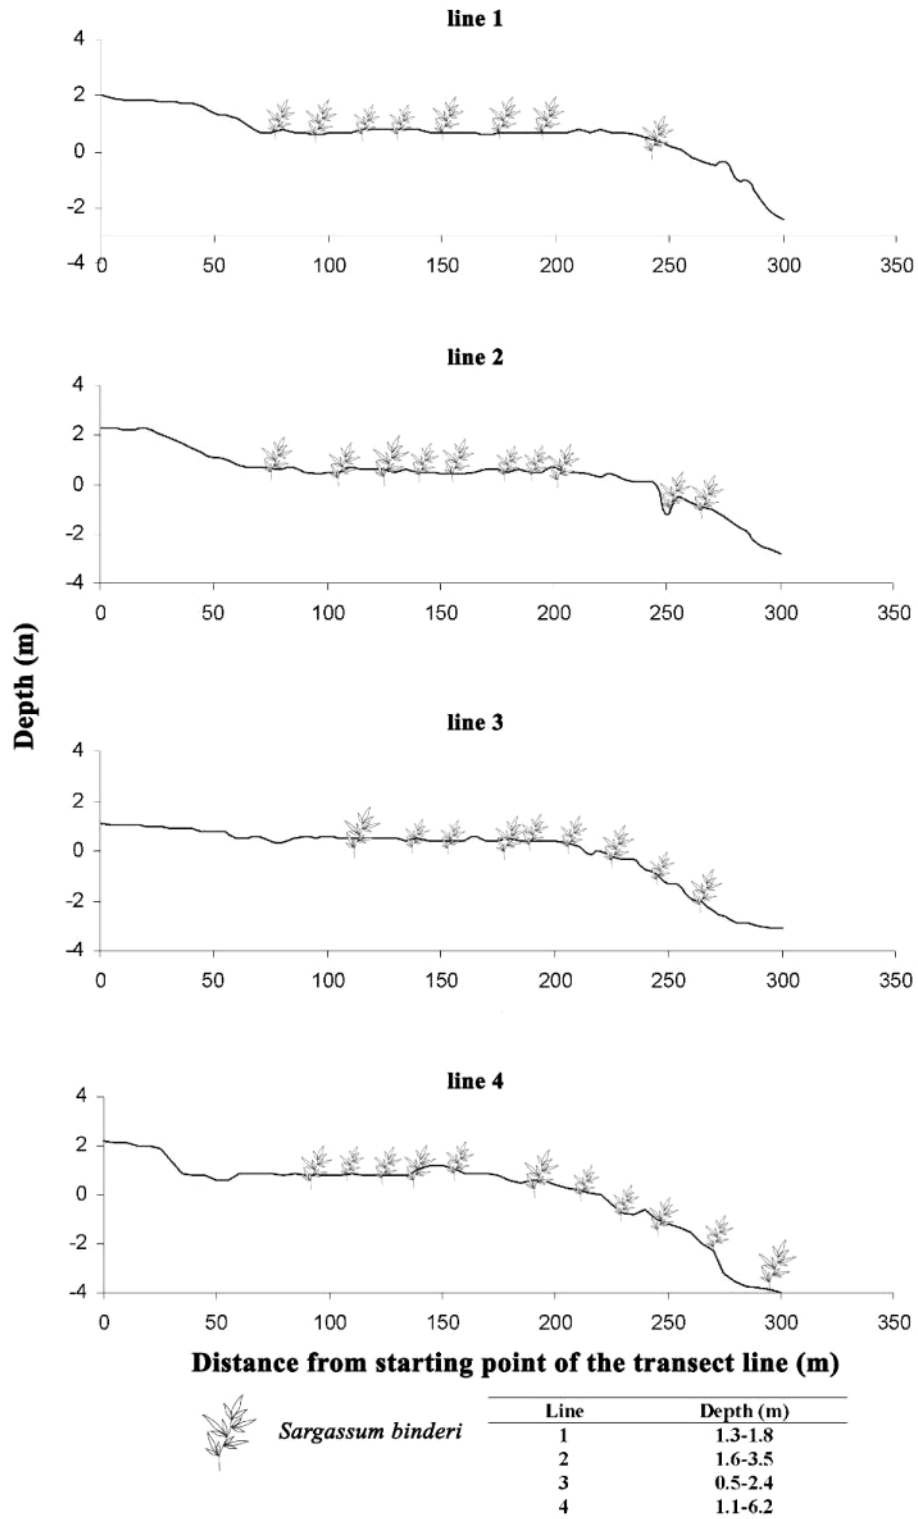 line 1
4
2
0
-2
-4
0 50 100 150 200 250 300 350
line 2
4
2
0
-2
-4
0 50 100 150 200 250 300 350
Depth (m)
line 3
4
2
0
-2
-4
0 50 100 150 200 250 300 350
line 4
4
2
0
-2
-4
0 50 100 150 200 250 300 350
Distance from starting point of the transect line (m)
Sargassum binderi
Line Depth (m)
1 1.3-1.8
2 1.6-3.5
3 0.5-2.4
4 1.1-6.2